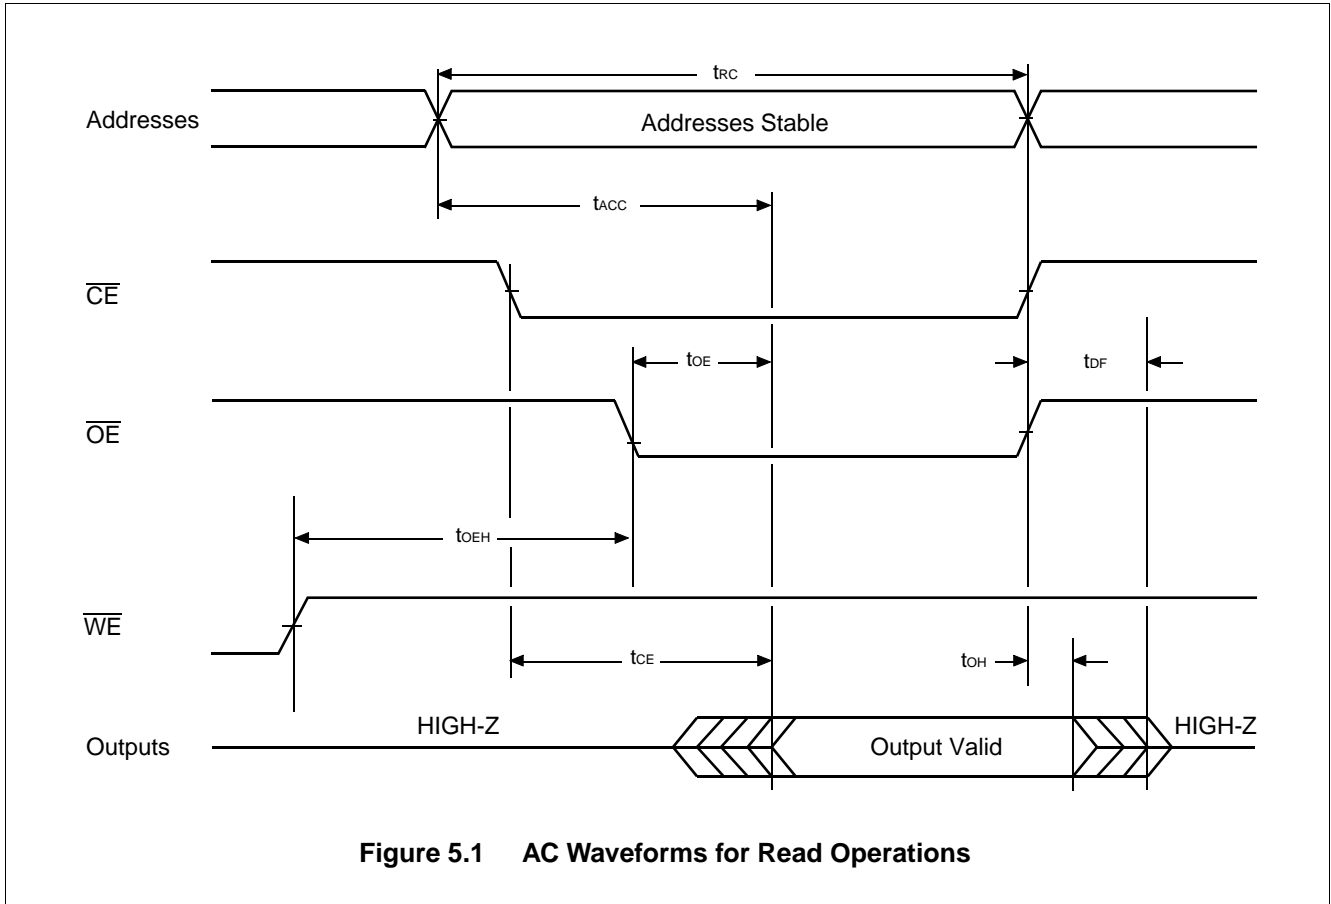 tRC
Addresses
Addresses Stable
tACC
CE
tOE
tDF
OE
tOEH
WE
tCE
tOH
HIGH-Z
HIGH-Z
Outputs
Output Valid
Figure 5.1 AC Waveforms for Read Operations